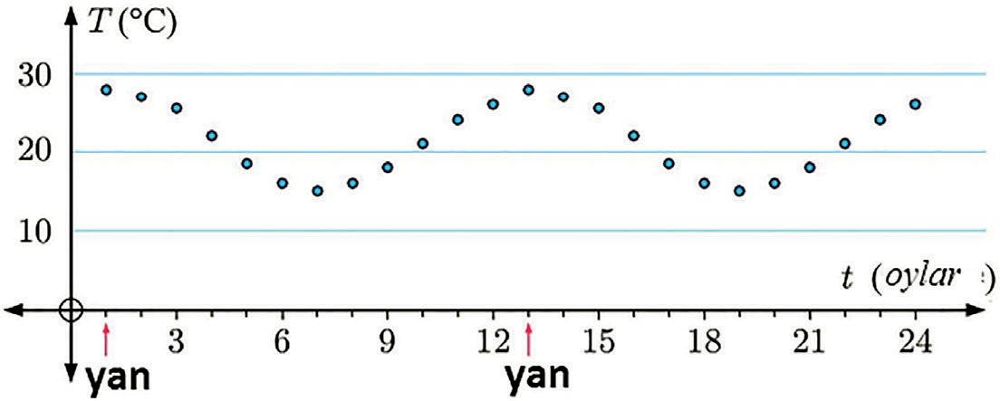 T (°C)
30
20
10
t (oylar :)
3 6 9 12 15 18 21 24
yan yan